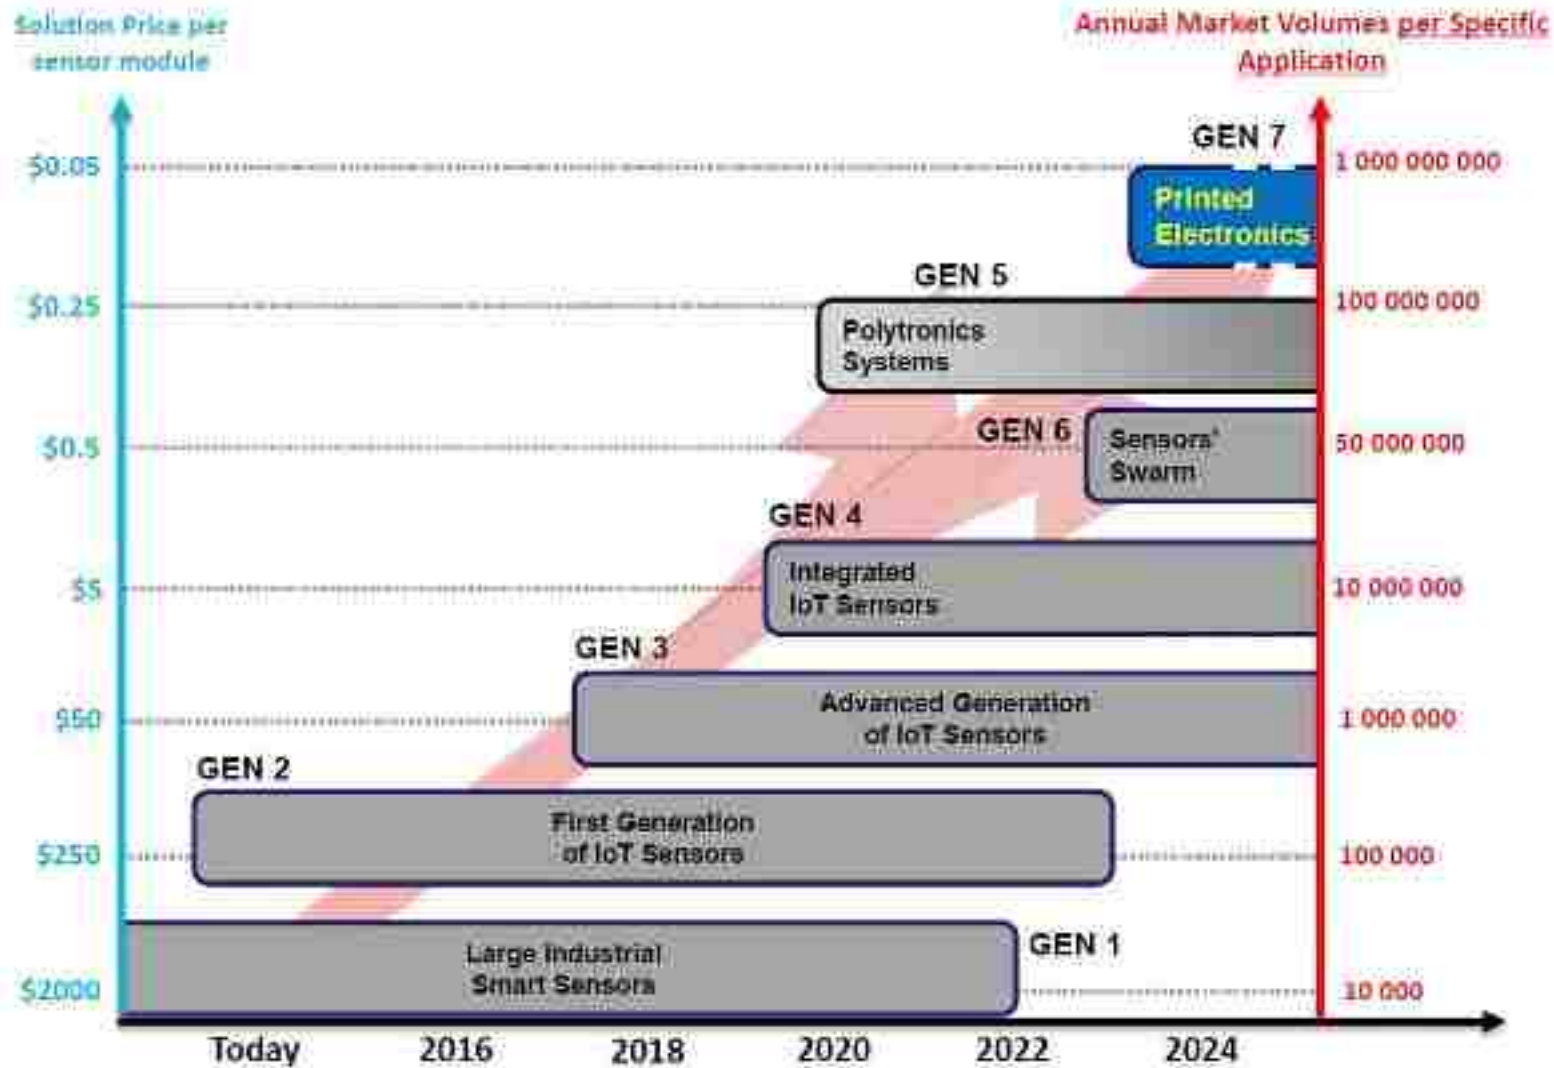 Solution Price per
sensor module
Annual Market Volumes per Specific
Application
GEN 7
$0.05
1 000 000 000
Printed
Electronics
GEN 5
$0.25
100 000 000
Polytronics
Systems
GEN 6
$0.5
50 000 000
Sensors'
Swarm
GEN 4
$5
10 000 000
Integrated
IoT Sensors
GEN 3
$50
1 000 000
Advanced Generation
of IoT Sensors
GEN 2
$250
100 000
First Generation
of IoT Sensors
GEN 1
$2000
10 000
Large Industrial
Smart Sensors
Today 2016 2018 2020 2022 2024